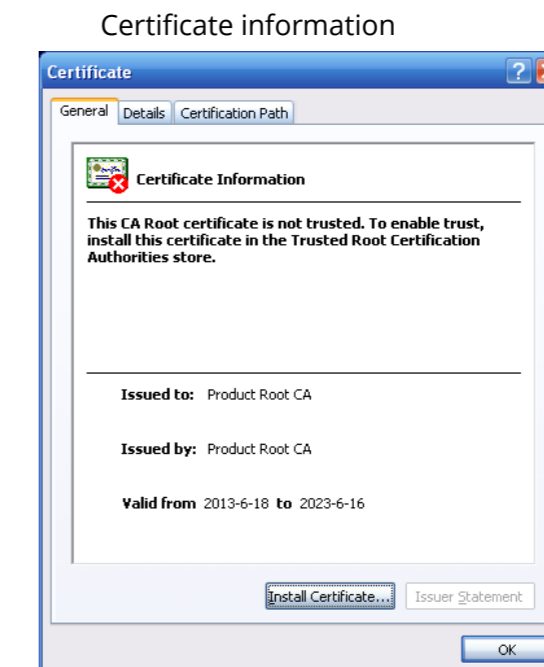 Certificate information
Certificate
General Details Certification Path
Certificate Information
This CA Root certificate is not trusted. To enable trust,
install this certificate in the Trusted Root Certification
Authorities store.
Issued to: Product Root CA
Issued by: Product Root CA
Valid from 2013-6-18 to 2023-6-16
Install Certificate... Issuer Statement
OK